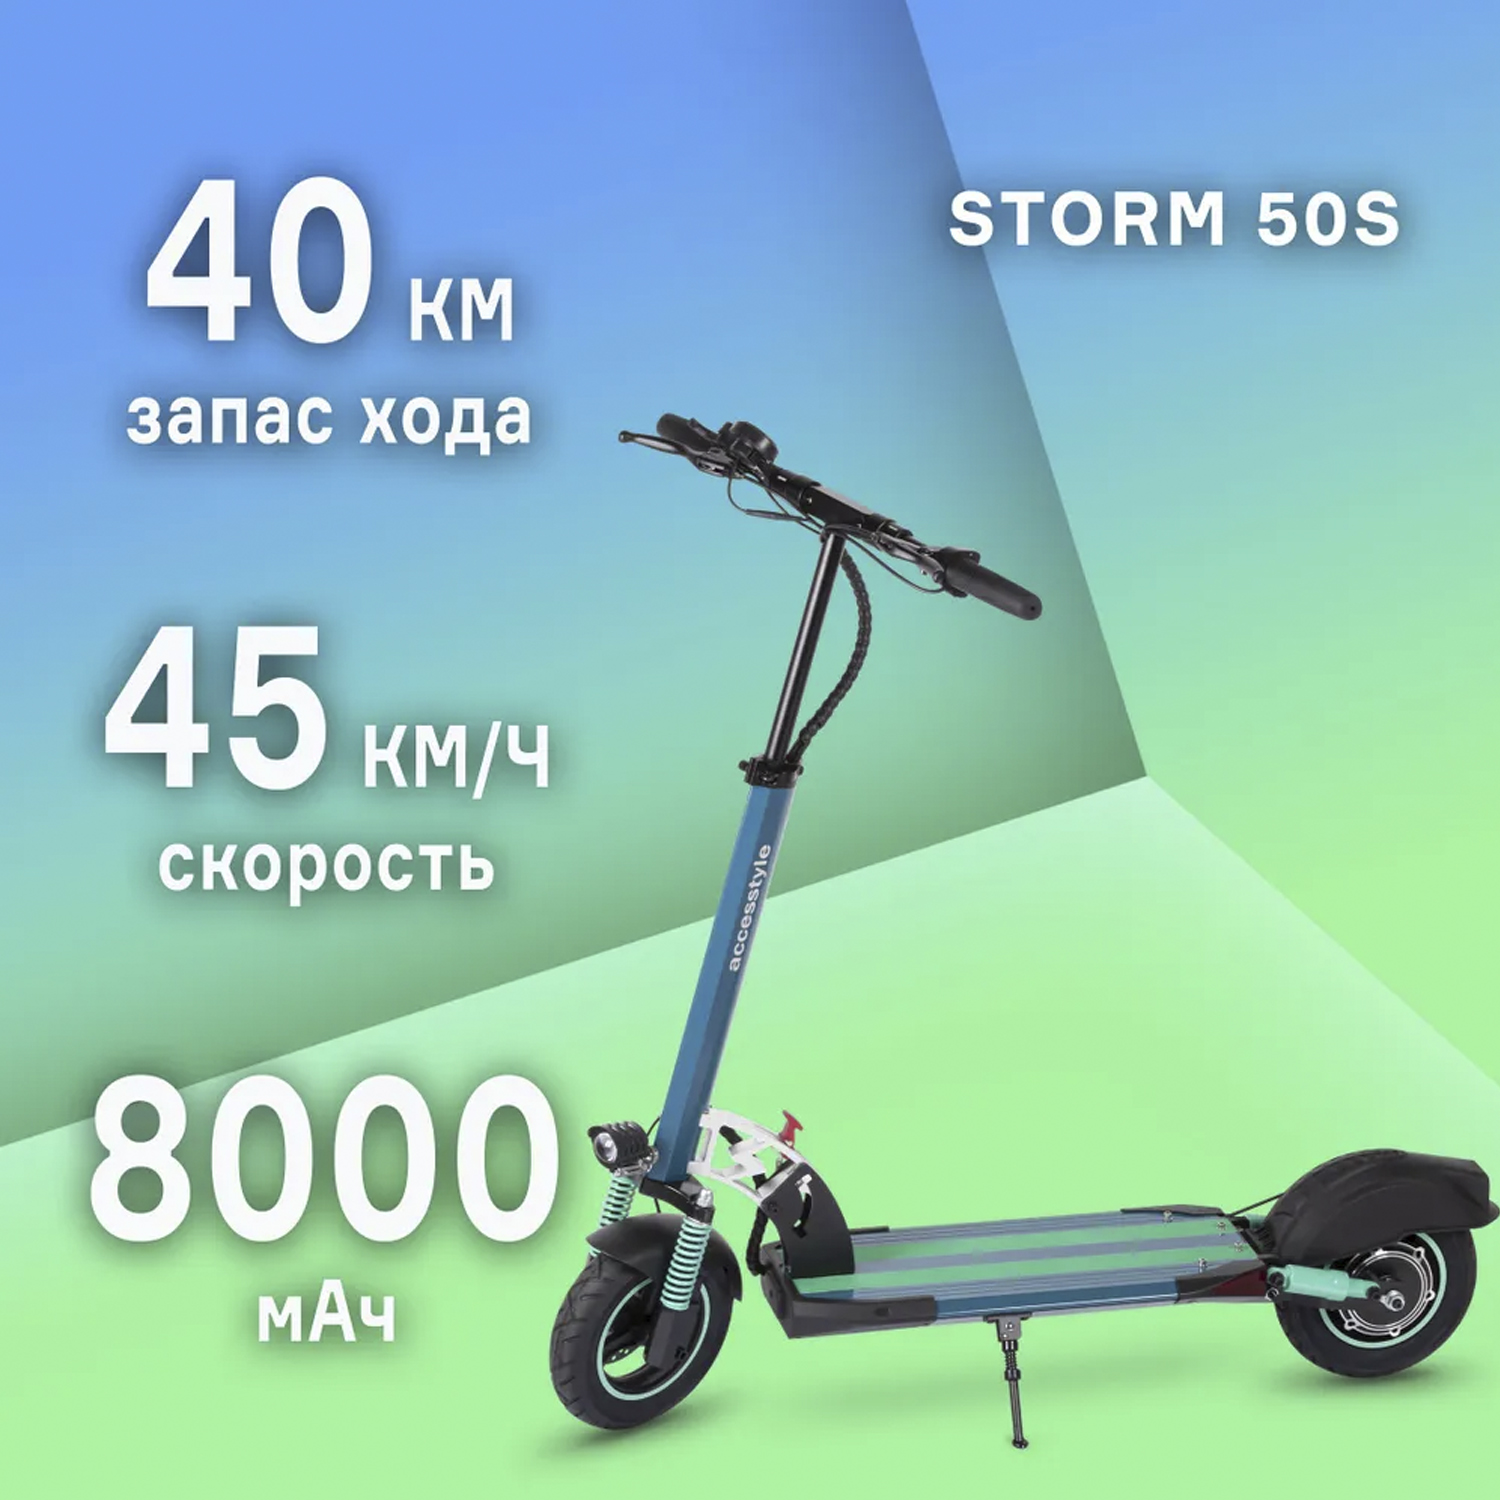 40 КМ
запас хода
STORM 50S
45 КМ/Ч
скорость
accesstyle
8000
мАч